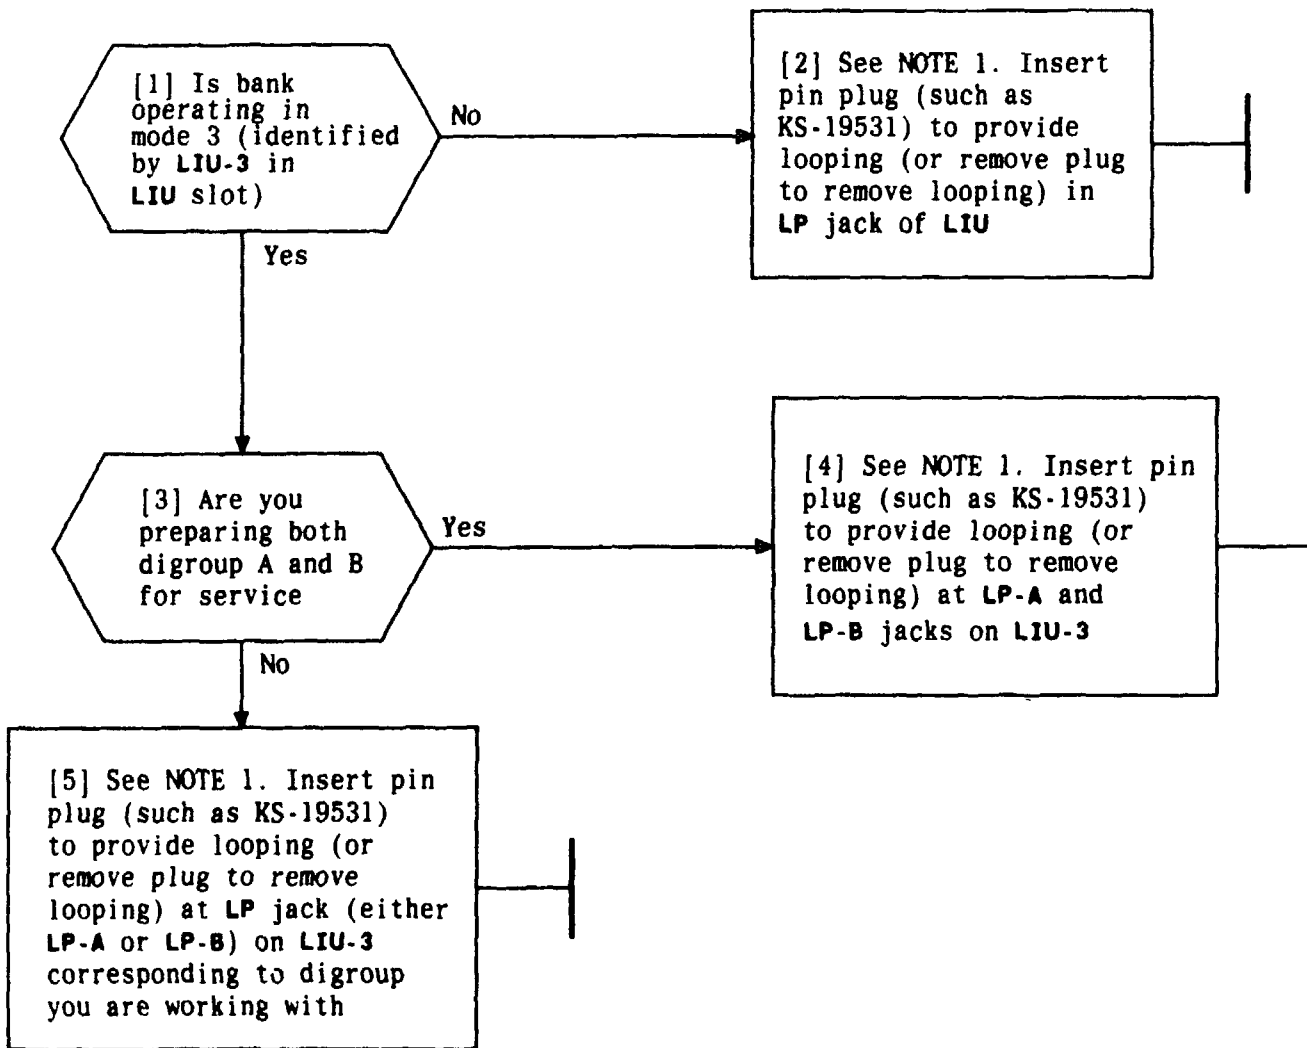 [1] Is bank
operating in
mode 3 (identified
by LIU-3 in
LIU slot)
No
Yes
[2] See NOTE 1. Insert
pin plug (such as
KS-19531) to provide
looping (or remove plug
to remove looping) in
LP jack of LIU
[3] Are you
preparing both
digroup A and B
for service
Yes
No
[4] See NOTE 1. Insert pin
plug (such as KS-19531)
to provide looping (or
remove plug to remove
looping) at LP-A and
LP-B jacks on LIU-3
[5] See NOTE 1. Insert pin
plug (such as KS-19531)
to provide looping (or
remove plug to remove
looping) at LP jack (either
LP-A or LP-B) on LIU-3
corresponding to digroup
you are working with